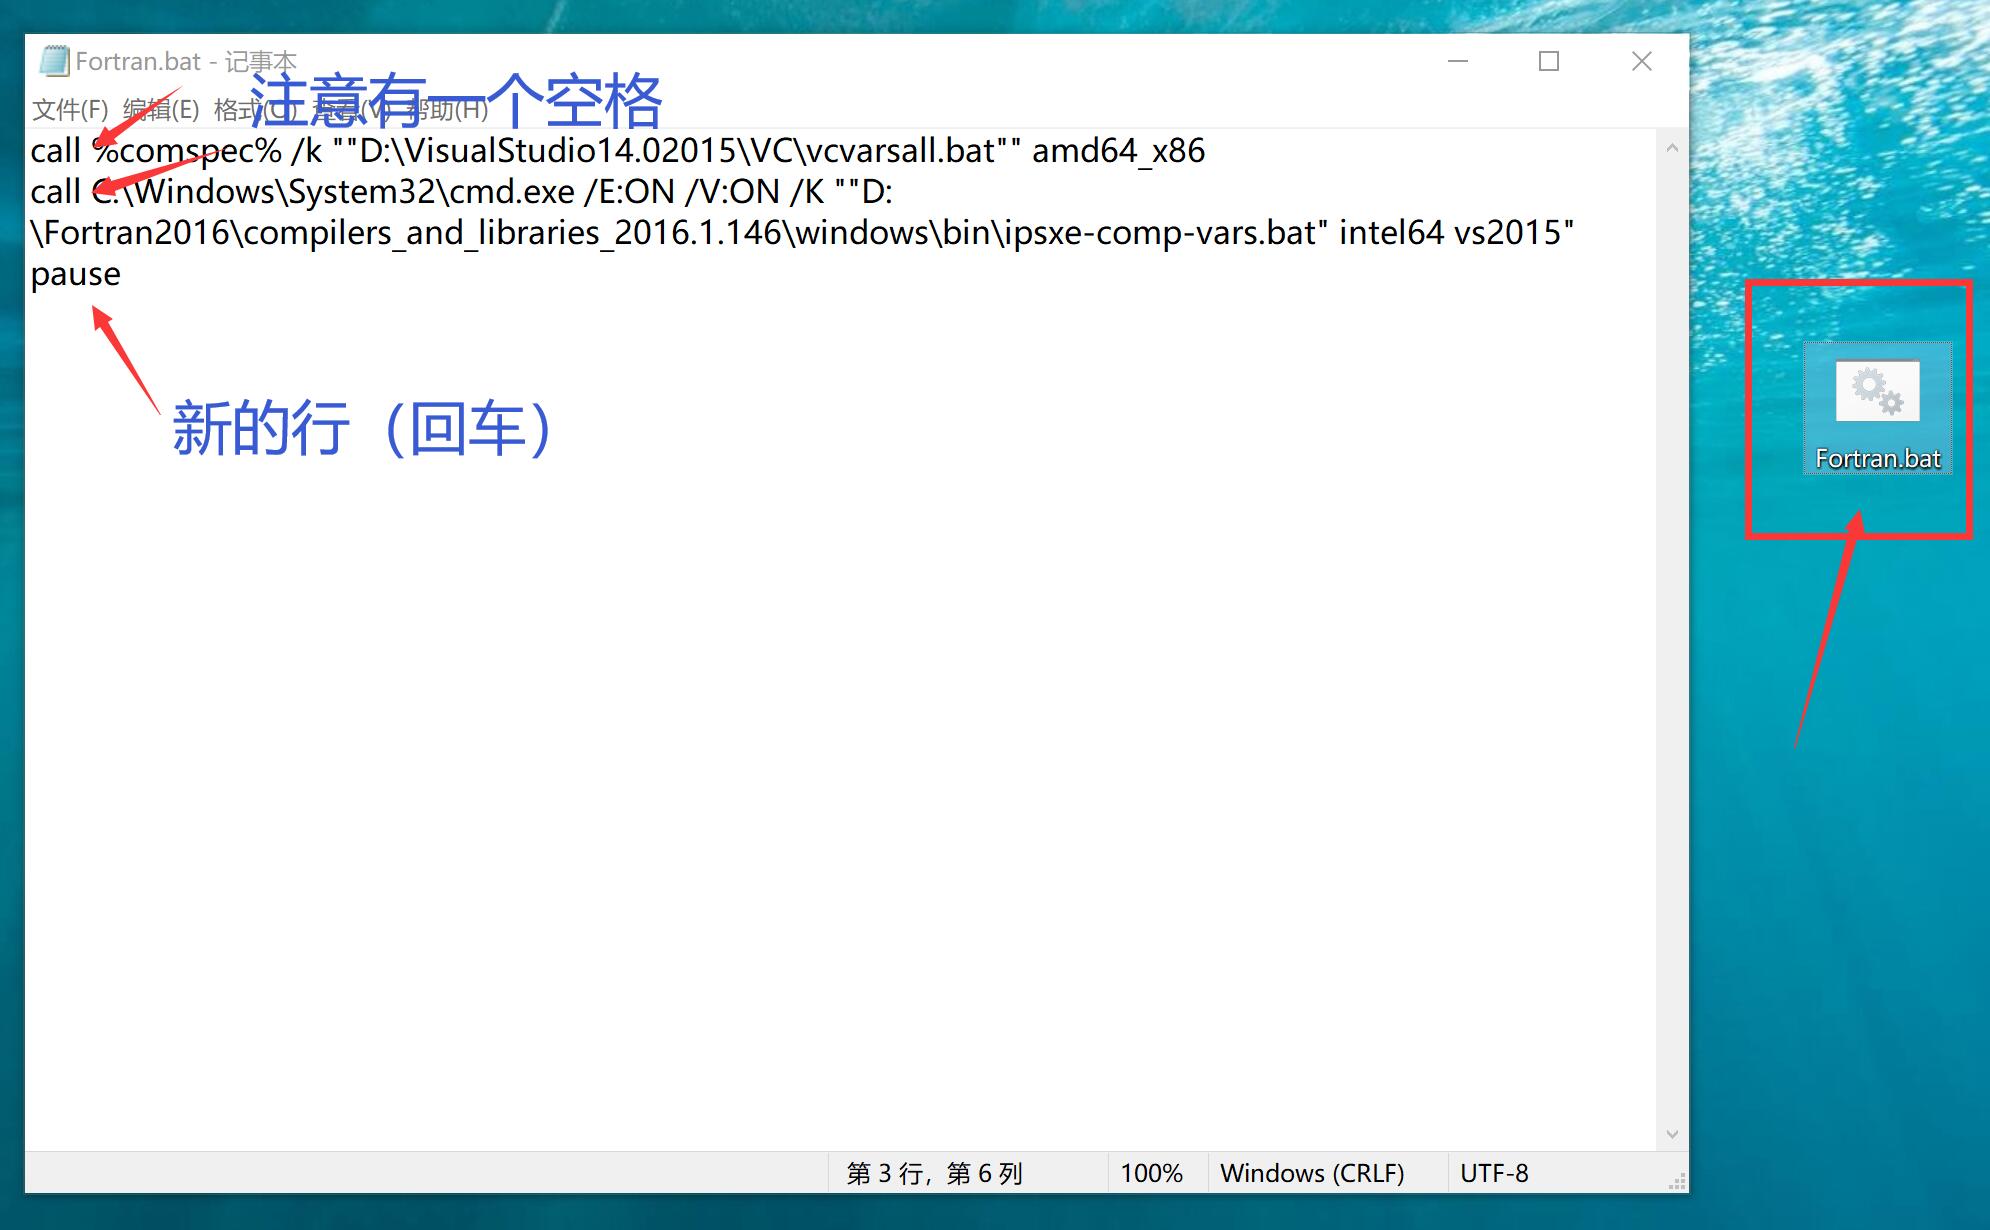 Fortran.bat - 记事本
注意有一个空格
文件(F) 编辑(E) 格式(O) 查看(V) 帮助(H)
call %comspec% /k ""D:\VisualStudio14.02015\VC\vcvarsall.bat"" amd64_x86
call C:\Windows\System32\cmd.exe /E:ON /V:ON /K ""D:
\Fortran2016\compilers_and_libraries_2016.1.146\windows\bin\ipsxe-comp-vars.bat" intel64 vs2015"
pause
新的行（回车）
Fortran.bat
第 3 行，第 6 列
100%
Windows (CRLF)
UTF-8